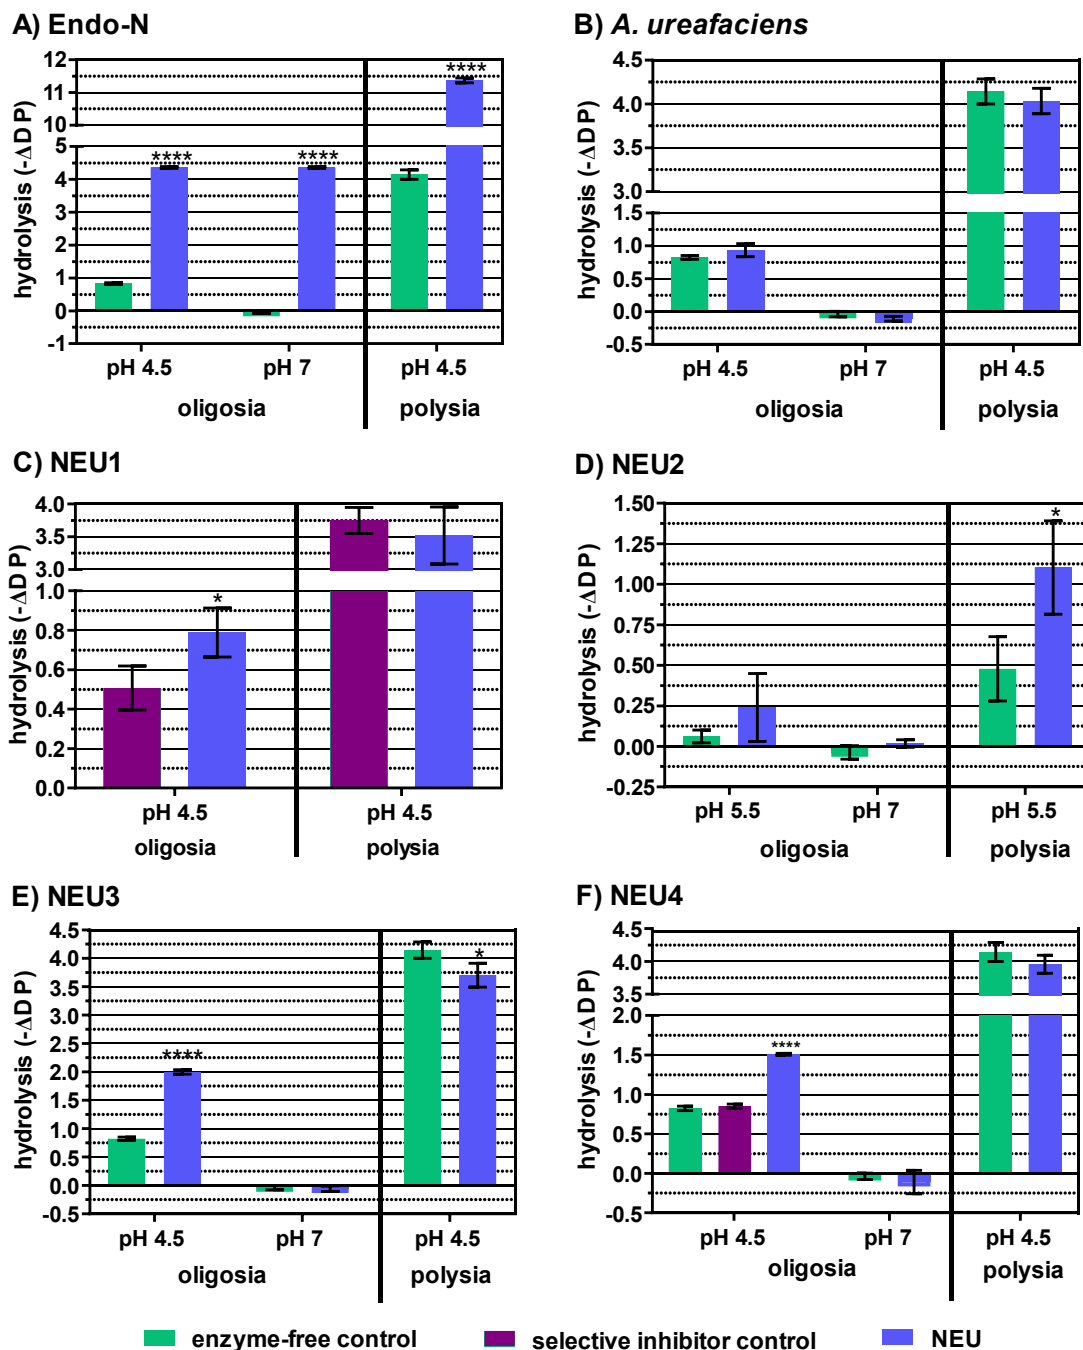 A) Endo-N
hydrolysis (-ΔDP)
12
11
10
5
4
3
2
1
0
-1
**** **** ****
pH 4.5 pH 7 pH 4.5
oligosia polysia
B) A. ureafaciens
hydrolysis (-ΔDP)
4.5
4.0
3.5
3.0
1.5
1.0
0.5
0.0
-0.5
pH 4.5 pH 7 pH 4.5
oligosia polysia
C) NEU1
hydrolysis (-ΔDP)
4.0
3.5
3.0
1.0
0.8
0.6
0.4
0.2
0.0
*
pH 4.5 pH 4.5
oligosia polysia
D) NEU2
hydrolysis (-ΔDP)
1.50
1.25
1.00
0.75
0.50
0.25
0.00
-0.25
*
pH 5.5 pH 7 pH 5.5
oligosia polysia
E) NEU3
hydrolysis (-ΔDP)
4.5
4.0
3.5
3.0
2.5
2.0
1.5
1.0
0.5
0.0
-0.5
**** *
pH 4.5 pH 7 pH 4.5
oligosia polysia
F) NEU4
hydrolysis (-ΔDP)
4.5
4.0
3.5
2.0
1.5
1.0
0.5
0.0
-0.5
****
pH 4.5 pH 7 pH 4.5
oligosia polysia
enzyme-free control selective inhibitor control NEU